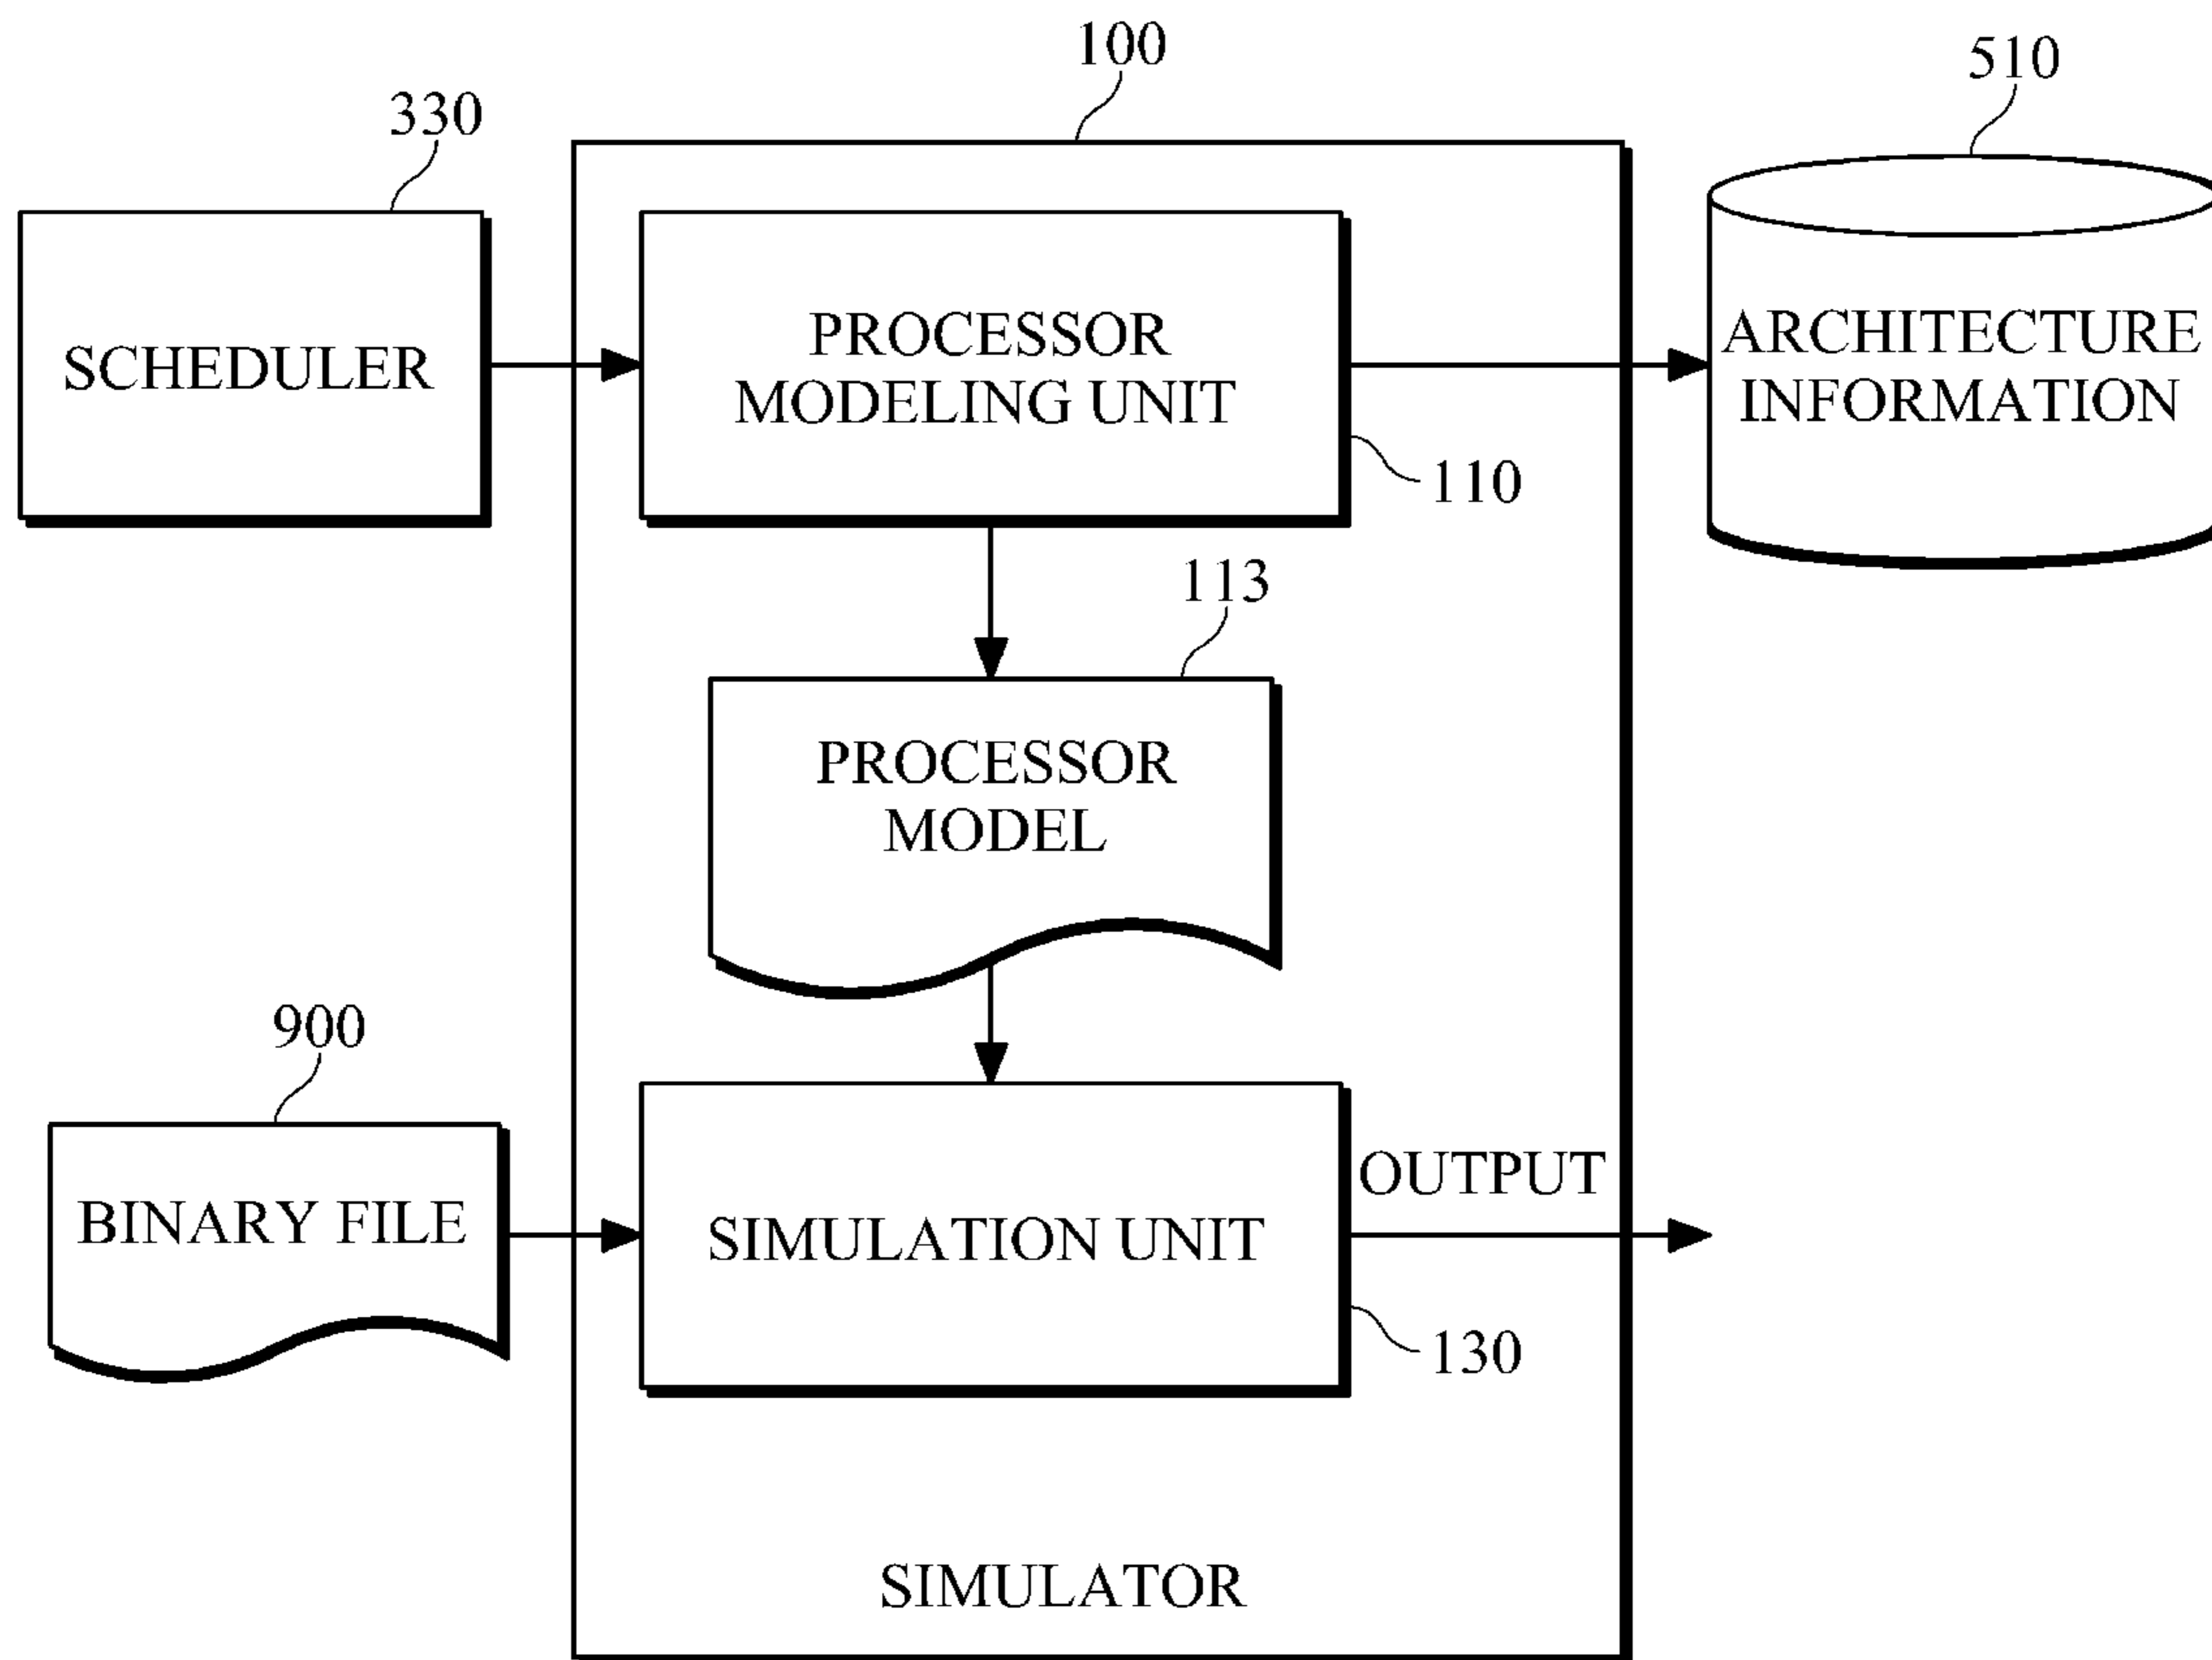 100
510
330
SCHEDULER
PROCESSOR
MODELING UNIT
ARCHITECTURE
INFORMATION
110
113
PROCESSOR
MODEL
900
BINARY FILE
SIMULATION UNIT
OUTPUT
130
SIMULATOR